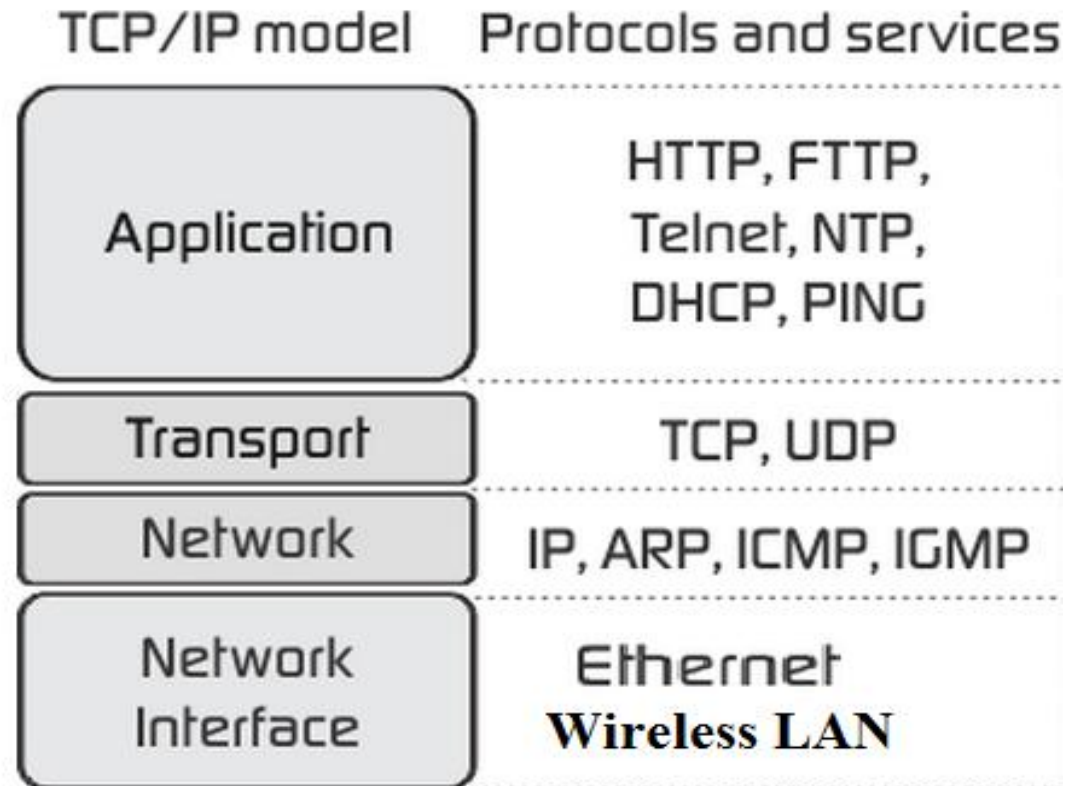 TCP/IP model Protocols and services
Application
HTTP, FTTP,
Telnet, NTP,
DHCP, PING
Transport
TCP, UDP
Network
IP, ARP, ICMP, IGMP
Network
Interface
Ethernet
Wireless LAN